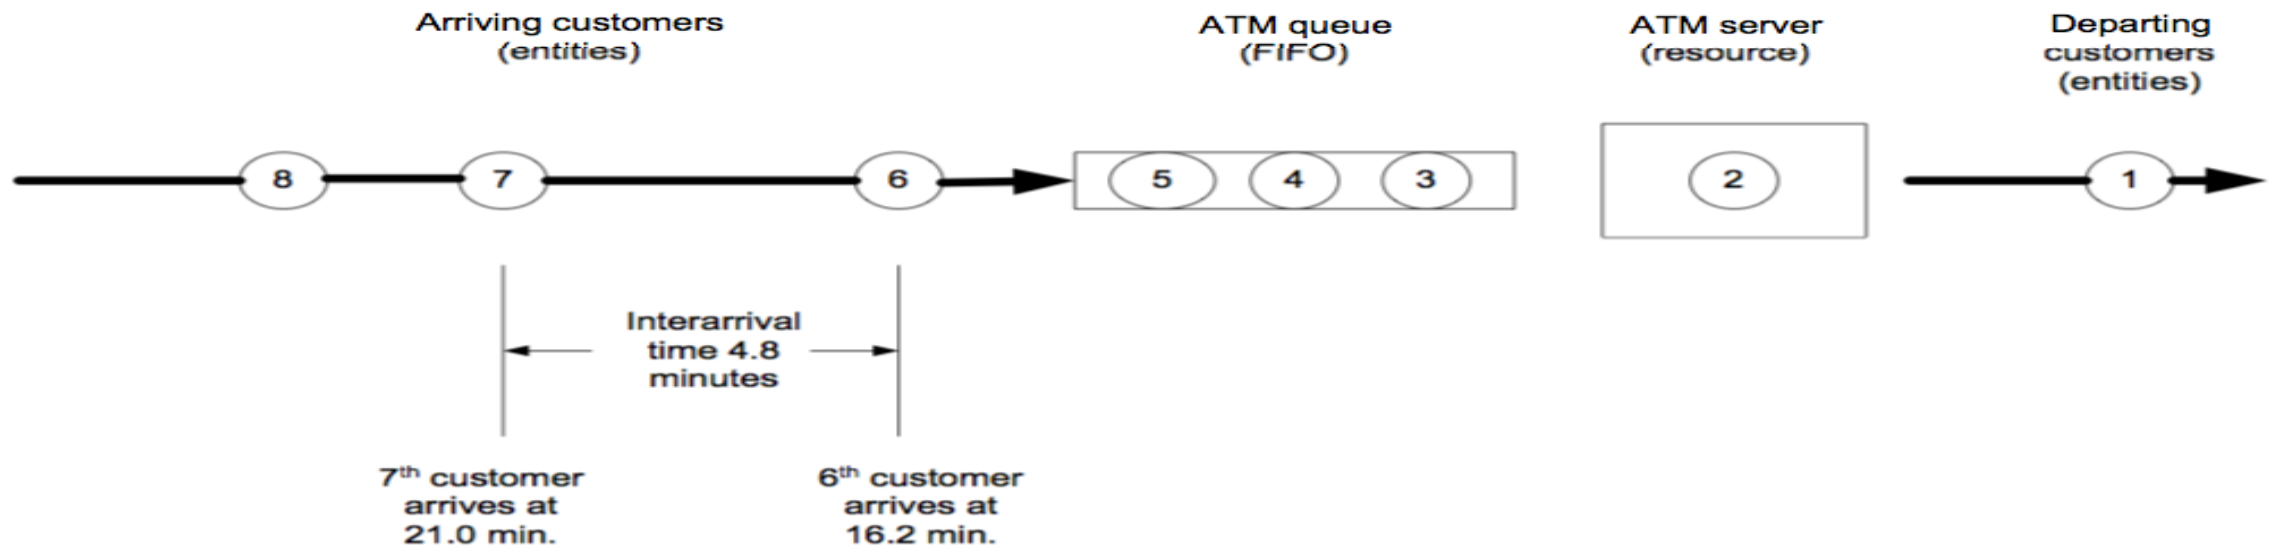 Arriving customers
(entities)
ATM queue
(FIFO)
ATM server
(resource)
Departing
customers
(entities)
8
7
6
5
4
3
2
1
Interarrival
time 4.8
minutes
7th customer
arrives at
21.0 min.
6th customer
arrives at
16.2 min.